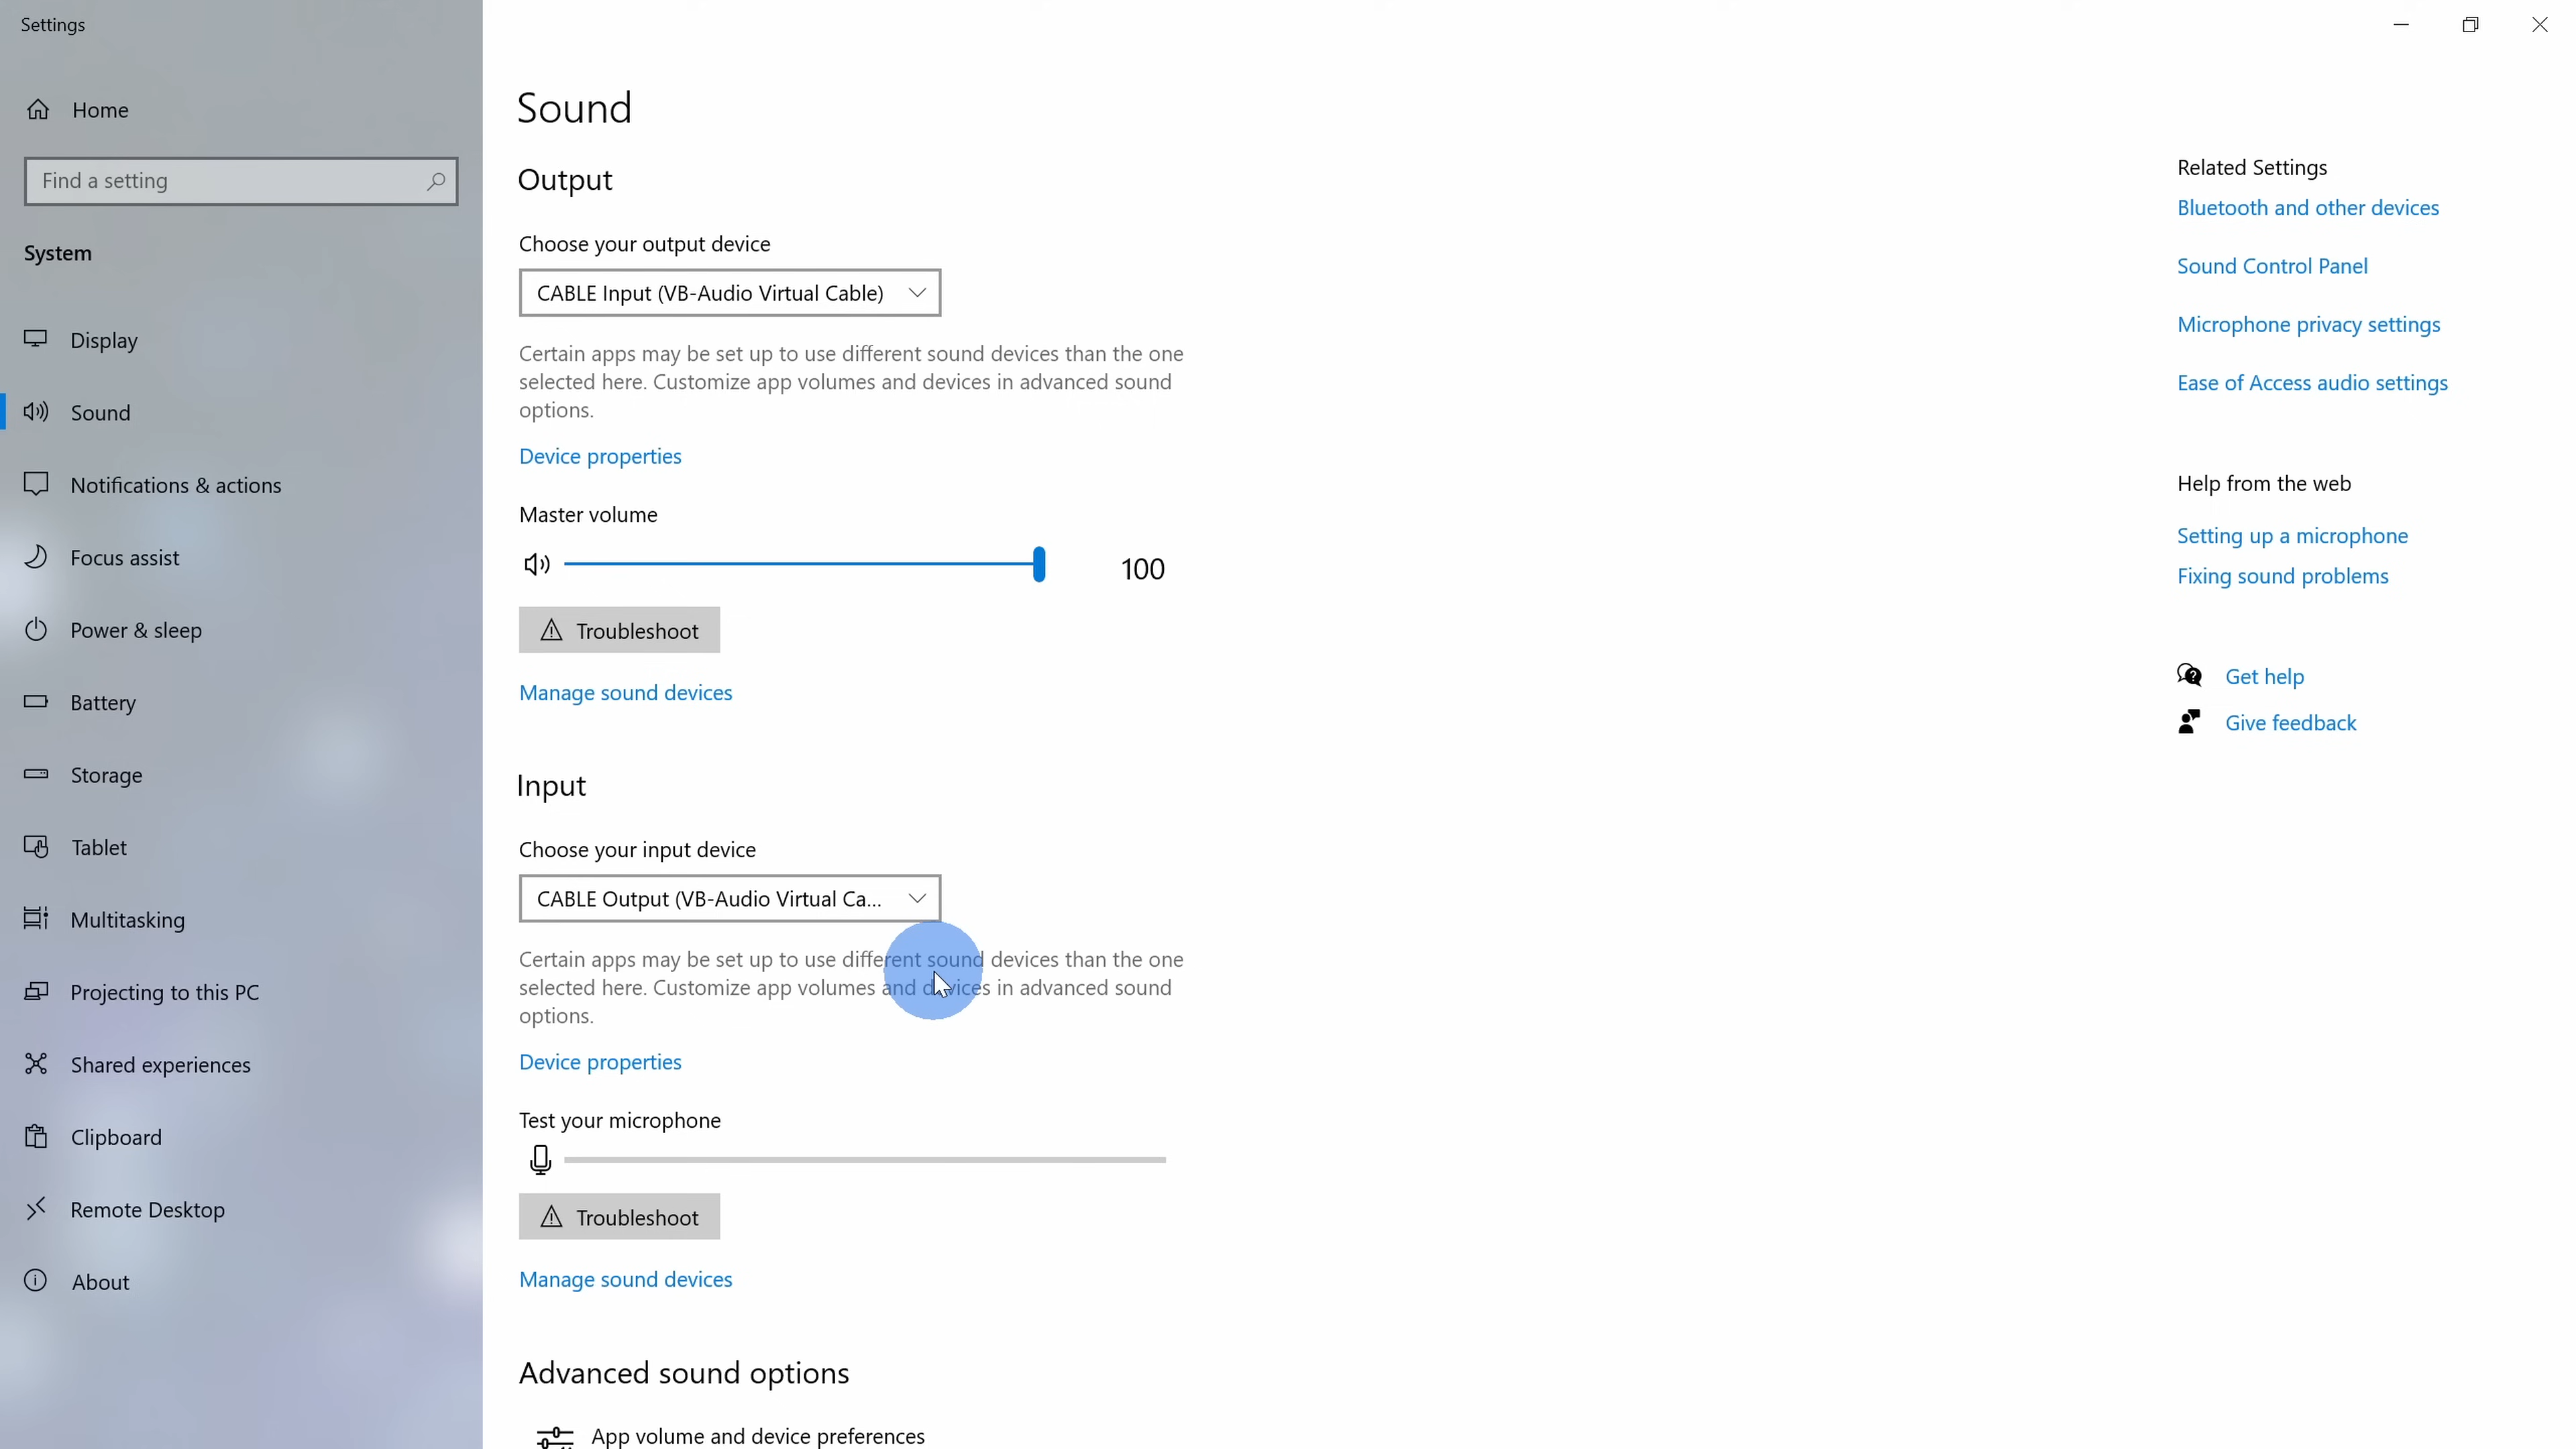 Settings
Home
Find a setting
System
Display
Sound
Notifications & actions
Focus assist
Power & sleep
Battery
Storage
Tablet
Multitasking
Projecting to this PC
Shared experiences
Clipboard
Remote Desktop
About
Sound
Output
Choose your output device
CABLE Input (VB-Audio Virtual Cable)
Certain apps may be set up to use different sound devices than the one
selected here. Customize app volumes and devices in advanced sound
options.
Device properties
Master volume
100
Troubleshoot
Manage sound devices
Input
Choose your input device
CABLE Output (VB-Audio Virtual Ca...
Certain apps may be set up to use different sound devices than the one
selected here. Customize app volumes and devices in advanced sound
options.
Device properties
Test your microphone
Troubleshoot
Manage sound devices
Advanced sound options
App volume and device preferences
Related Settings
Bluetooth and other devices
Sound Control Panel
Microphone privacy settings
Ease of Access audio settings
Help from the web
Setting up a microphone
Fixing sound problems
Get help
Give feedback